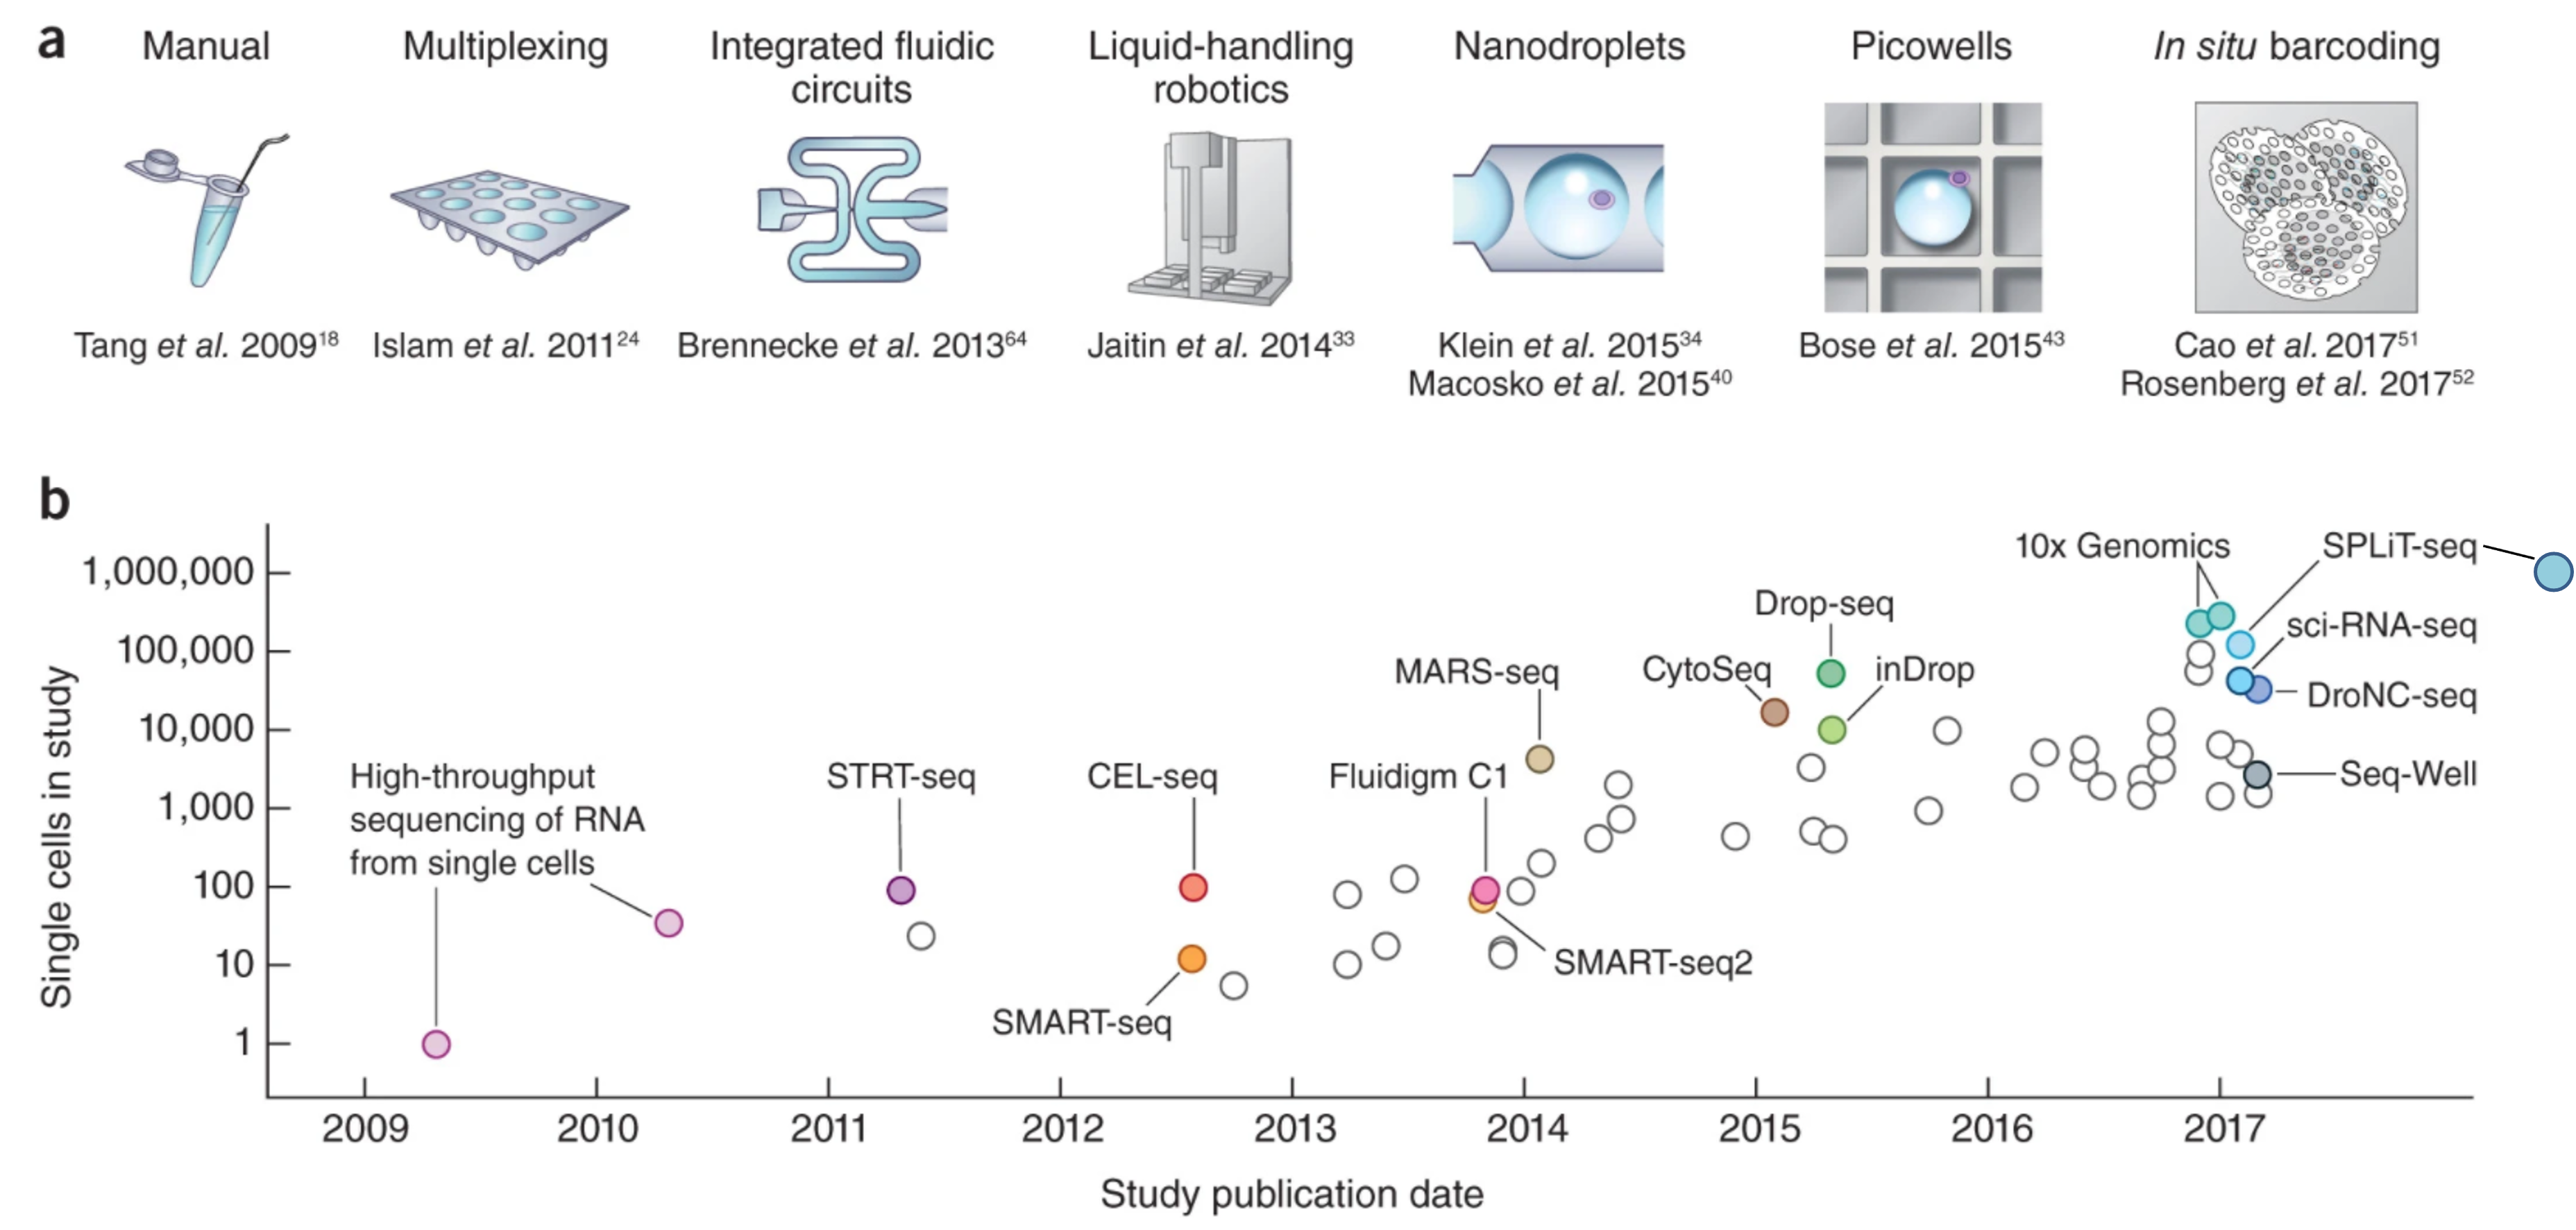 a
Manual
Multiplexing
Integrated fluidic
circuits
Liquid-handling
robotics
Nanodroplets
Picowells
In situ barcoding
Tang et al. 2009¹⁸
Islam et al. 2011²⁴
Brennecke et al. 2013⁶⁴
Jaitin et al. 2014³³
Klein et al. 2015³⁴
Macosko et al. 2015⁴⁰
Bose et al. 2015⁴³
Cao et al. 2017⁵¹
Rosenberg et al. 2017⁵²
b
Single cells in study
1,000,000
100,000
10,000
1,000
100
10
1
High-throughput
sequencing of RNA
from single cells
STRT-seq
CEL-seq
SMART-seq
Fluidigm C1
SMART-seq2
MARS-seq
CytoSeq
Drop-seq
inDrop
10x Genomics
SPLiT-seq
sci-RNA-seq
DroNC-seq
Seq-Well
2009
2010
2011
2012
2013
2014
2015
2016
2017
Study publication date